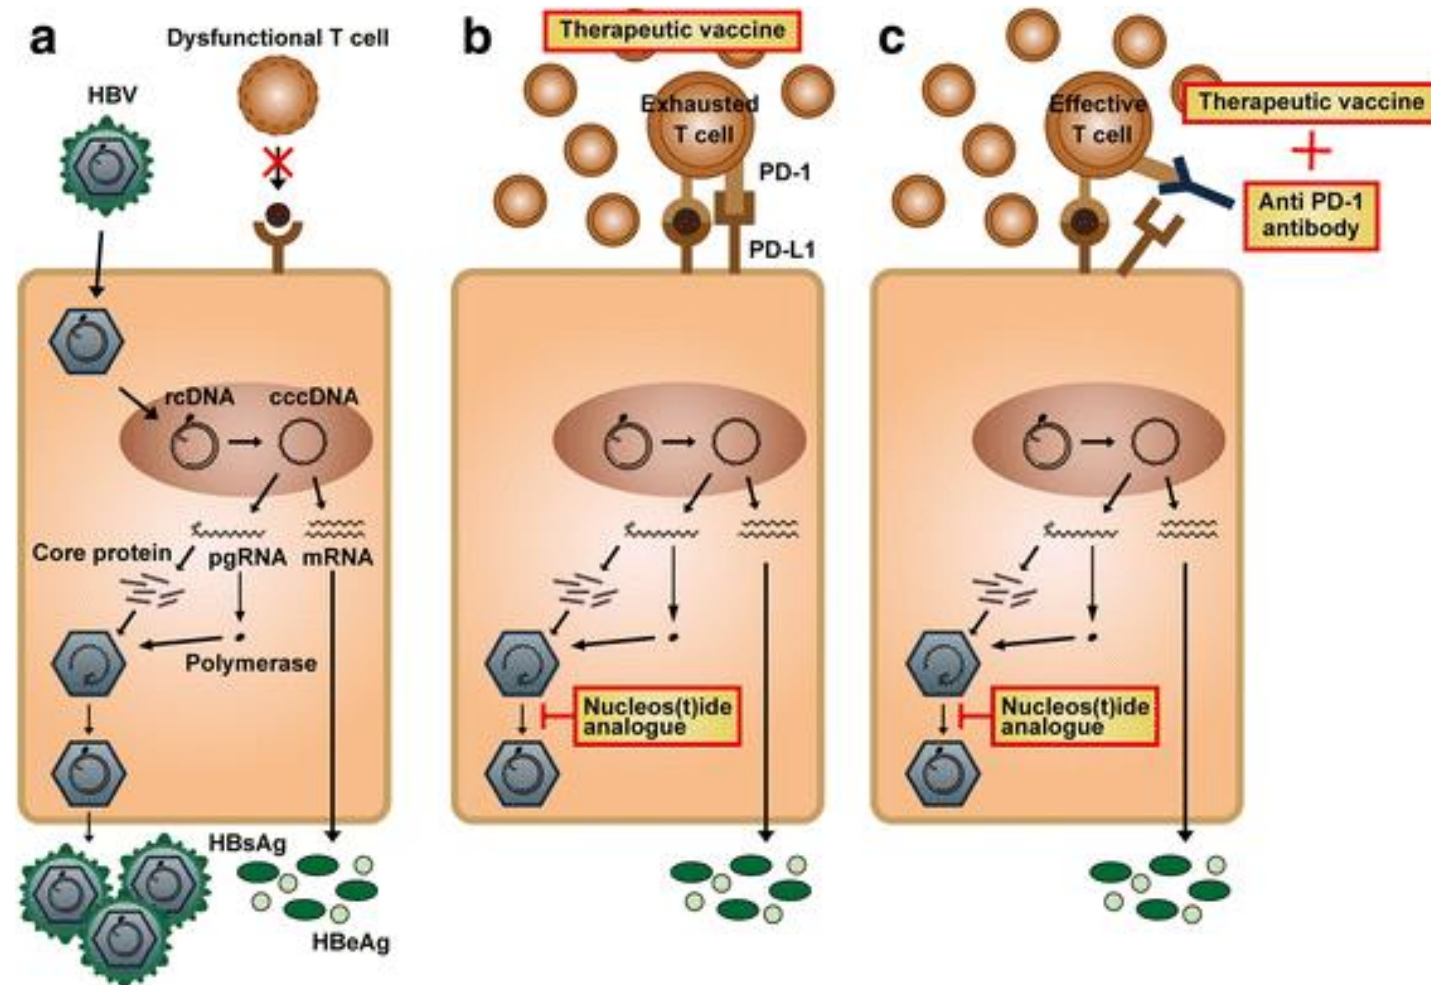 a
Dysfunctional T cell
HBV
rcDNA
cccDNA
Core protein
pgRNA
mRNA
Polymerase
HBsAg
HBeAg
b
Therapeutic vaccine
Exhausted
T cell
PD-1
PD-L1
Nucleos(t)ide
analogue
c
Effective
T cell
Therapeutic vaccine
+
Anti PD-1
antibody
Nucleos(t)ide
analogue